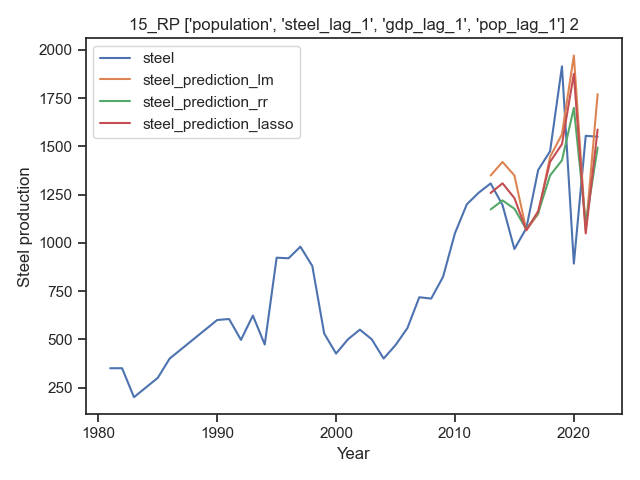 15_RP ['population', 'steel_lag_1', 'gdp_lag_1', 'pop_lag_1'] 2
steel
steel_prediction_lm
steel_prediction_rr
steel_prediction_lasso
2000
1750
1500
1250
1000
750
500
250
Steel production
1980
1990
2000
2010
2020
Year